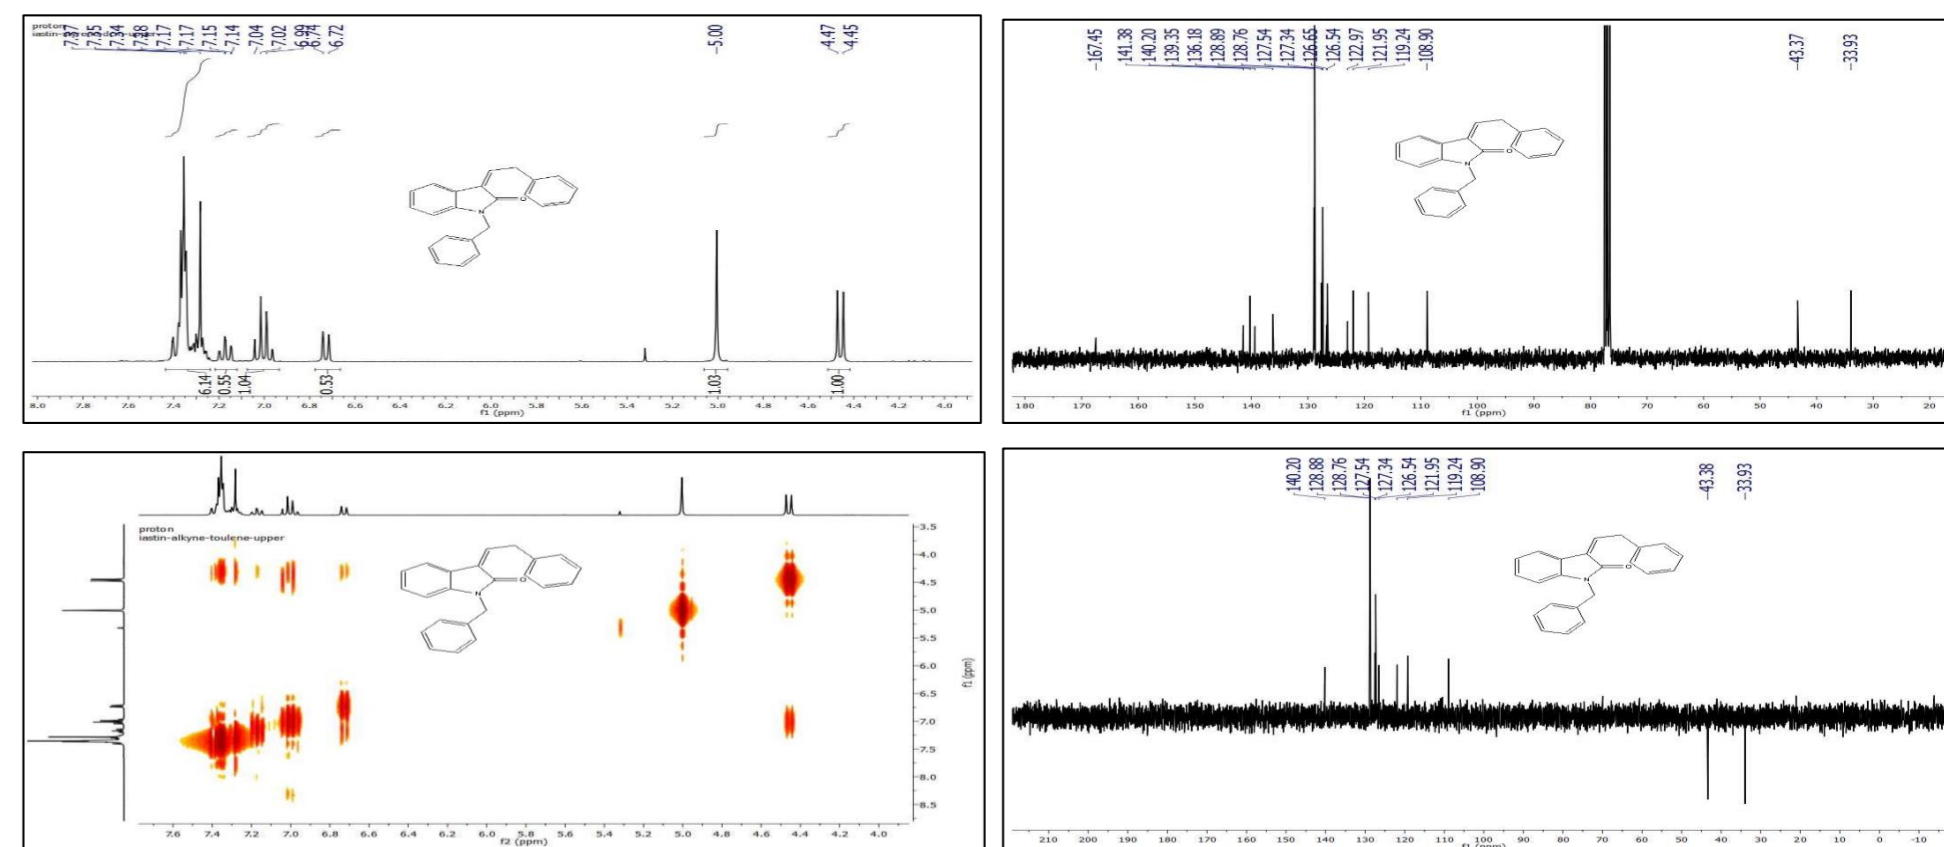 proton
7.37 7.35 7.34 7.28 7.17 7.17 7.15 7.14 7.04 7.02 6.99 6.74 6.72 -5.00 4.47 4.45
N
O
6.14 0.55 1.04 0.53 1.03 1.00
8.0 7.8 7.6 7.4 7.2 7.0 6.8 6.6 6.4 6.2 6.0 5.8 5.6 5.4 5.2 5.0 4.8 4.6 4.4 4.2 4.0
f1 (ppm)
-167.45 141.38 140.20 139.35 136.18 128.89 128.76 127.54 127.34 126.65 126.54 122.97 121.95 119.24 -108.90 -43.37 -33.93
O
N
180 170 160 150 140 130 120 110 100 90 80 70 60 50 40 30 20
f1 (ppm)
proton
iastin-alkyne-toulene-upper
O
N
3.5
4.0
4.5
5.0
5.5
6.0
6.5
7.0
7.5
8.0
8.5
f1 (ppm)
7.6 7.4 7.2 7.0 6.8 6.6 6.4 6.2 6.0 5.8 5.6 5.4 5.2 5.0 4.8 4.6 4.4 4.2 4.0
f2 (ppm)
140.20 128.88 128.76 127.54 127.34 126.54 121.95 119.24 108.90 -43.38 -33.93
O
N
210 200 190 180 170 160 150 140 130 120 110 100 90 80 70 60 50 40 30 20 10 0 -10
f1 (ppm)